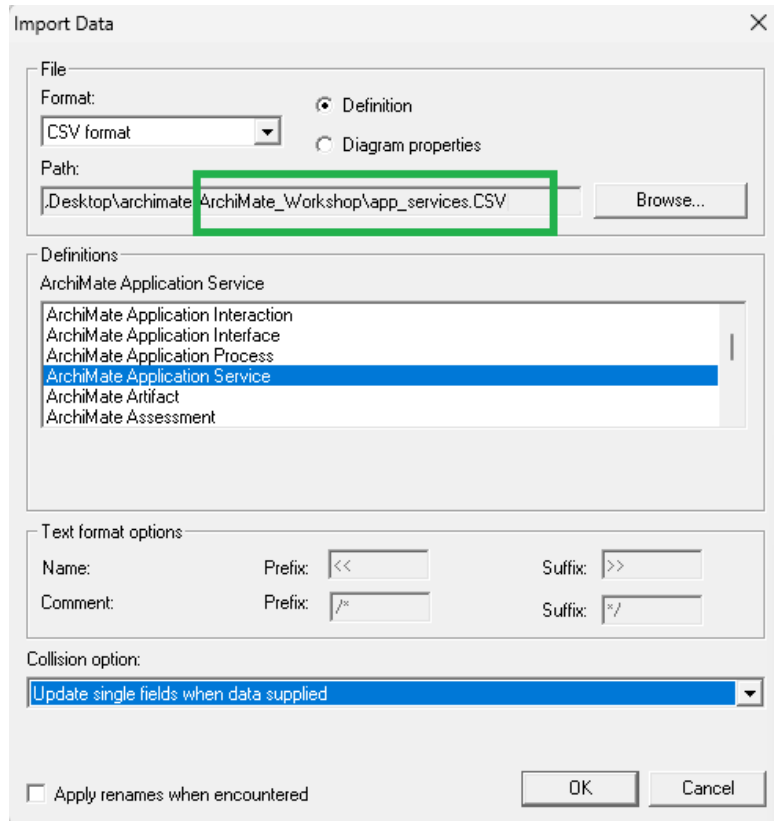 Import Data
File
Format:
CSV format
Definition
Diagram properties
Path:
.Desktop\archimate ArchiMate_Workshop\app_services.CSV
Browse...
Definitions
ArchiMate Application Service
ArchiMate Application Interaction
ArchiMate Application Interface
ArchiMate Application Process
ArchiMate Application Service
ArchiMate Artifact
ArchiMate Assessment
Text format options
Name: Prefix: << Suffix: >>
Comment: Prefix: /* Suffix: */
Collision option:
Update single fields when data supplied
Apply renames when encountered
OK
Cancel